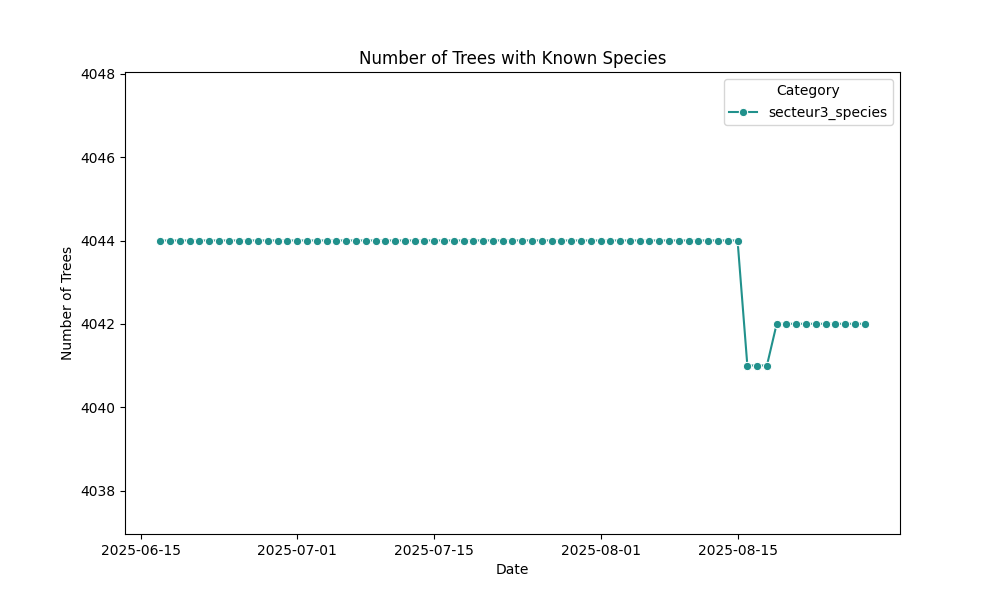 Number of Trees with Known Species
Category
secteur3_species
4048
4046
4044
4042
4040
4038
Number of Trees
2025-06-15
2025-07-01
2025-07-15
2025-08-01
2025-08-15
Date